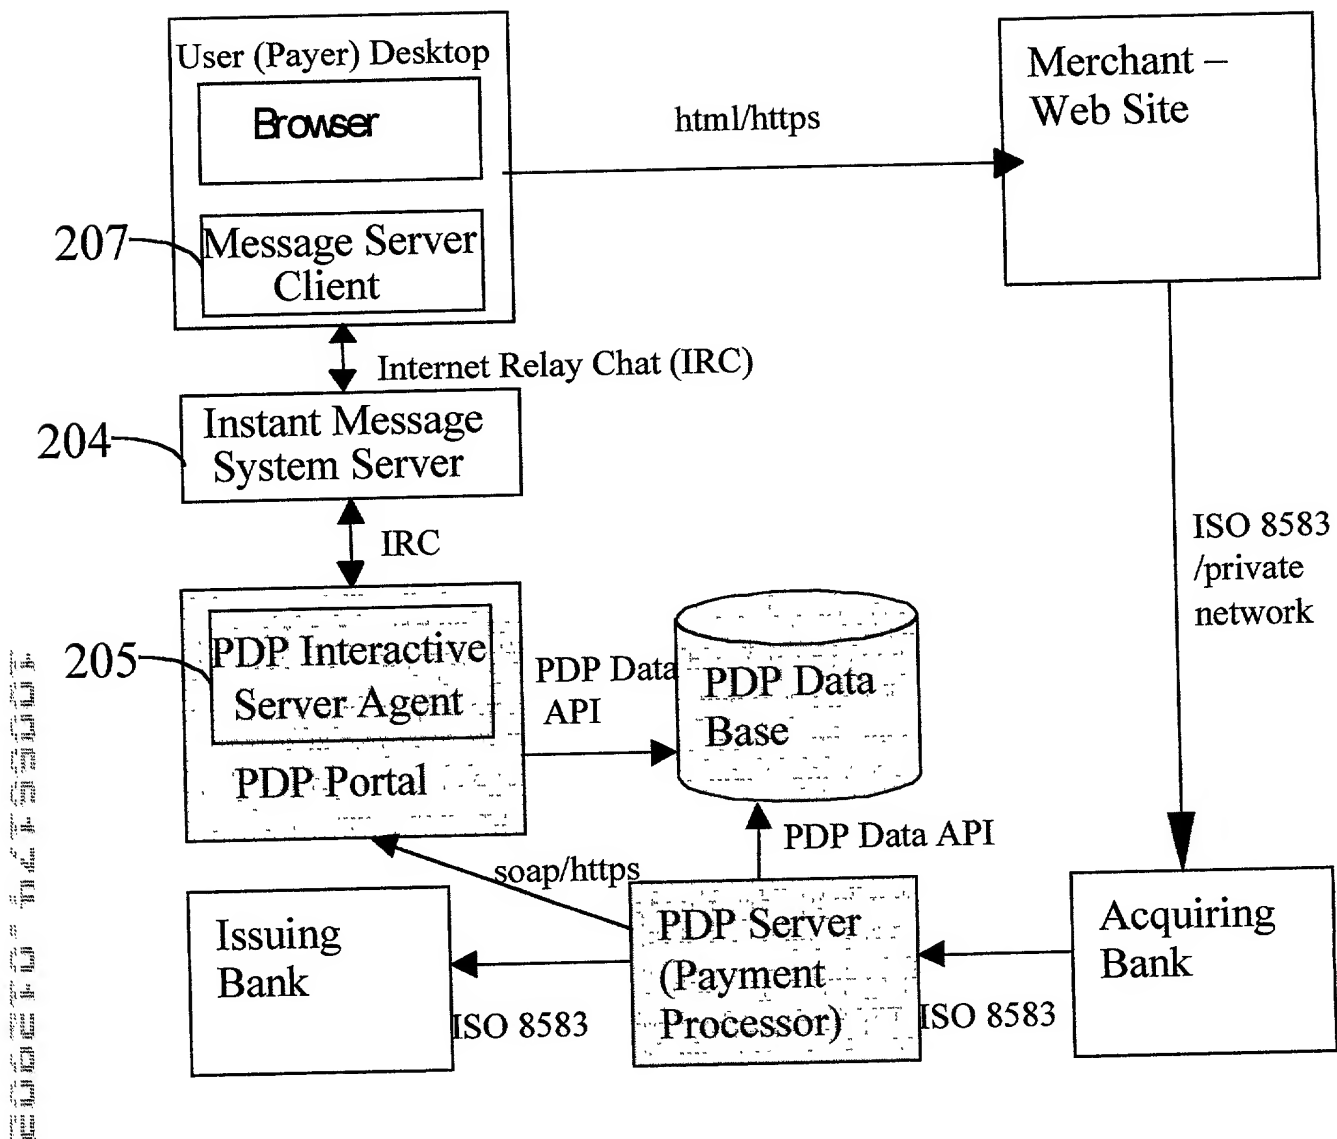 User (Payer) Desktop
Browser
207
Message Server
Client
html/https
Merchant –
Web Site
Internet Relay Chat (IRC)
204
Instant Message
System Server
IRC
ISO 8583
/private
network
205
PDP Interactive
Server Agent
PDP Portal
PDP Data
API
PDP Data
Base
PDP Data API
soap/https
Issuing
Bank
ISO 8583
PDP Server
(Payment
Processor)
ISO 8583
Acquiring
Bank